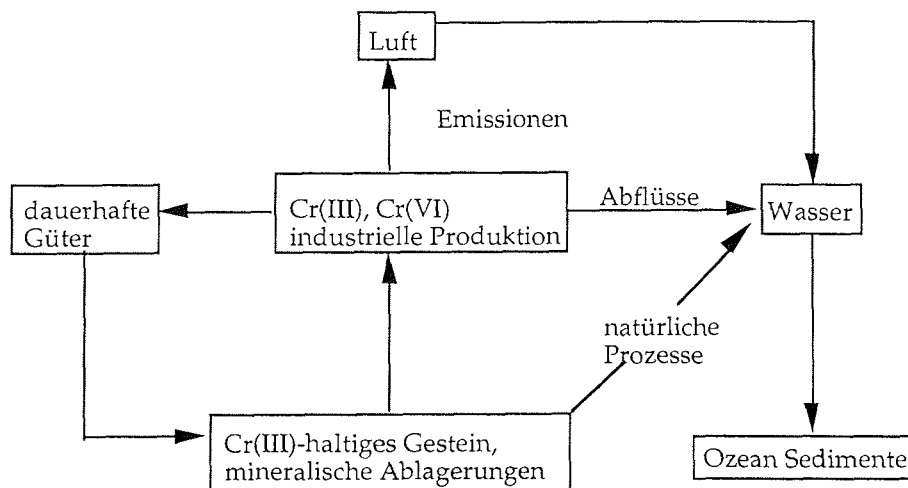 Luft
Emissionen
dauerhafte
Güter
Cr(III), Cr(VI)
industrielle Produktion
Abflüsse
Wasser
natürliche
Prozesse
Cr(III)-haltiges Gestein,
mineralische Ablagerungen
Ozean Sedimente